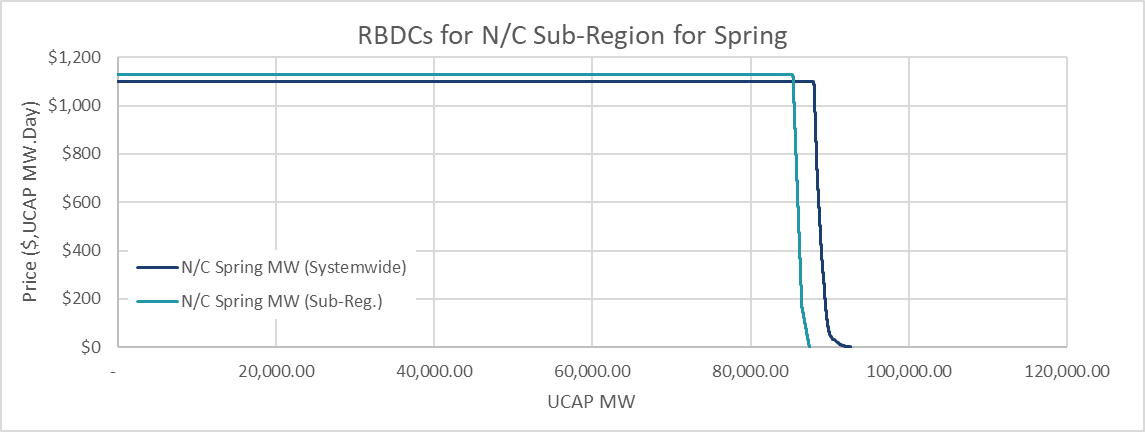 RBDCs for N/C Sub-Region for Spring
Price ($,UCAP MW.Day)
$1,200
$1,000
$800
$600
$400
$200
$0
N/C Spring MW (Systemwide)
N/C Spring MW (Sub-Reg.)
-
20,000.00
40,000.00
60,000.00
80,000.00
100,000.00
120,000.00
UCAP MW